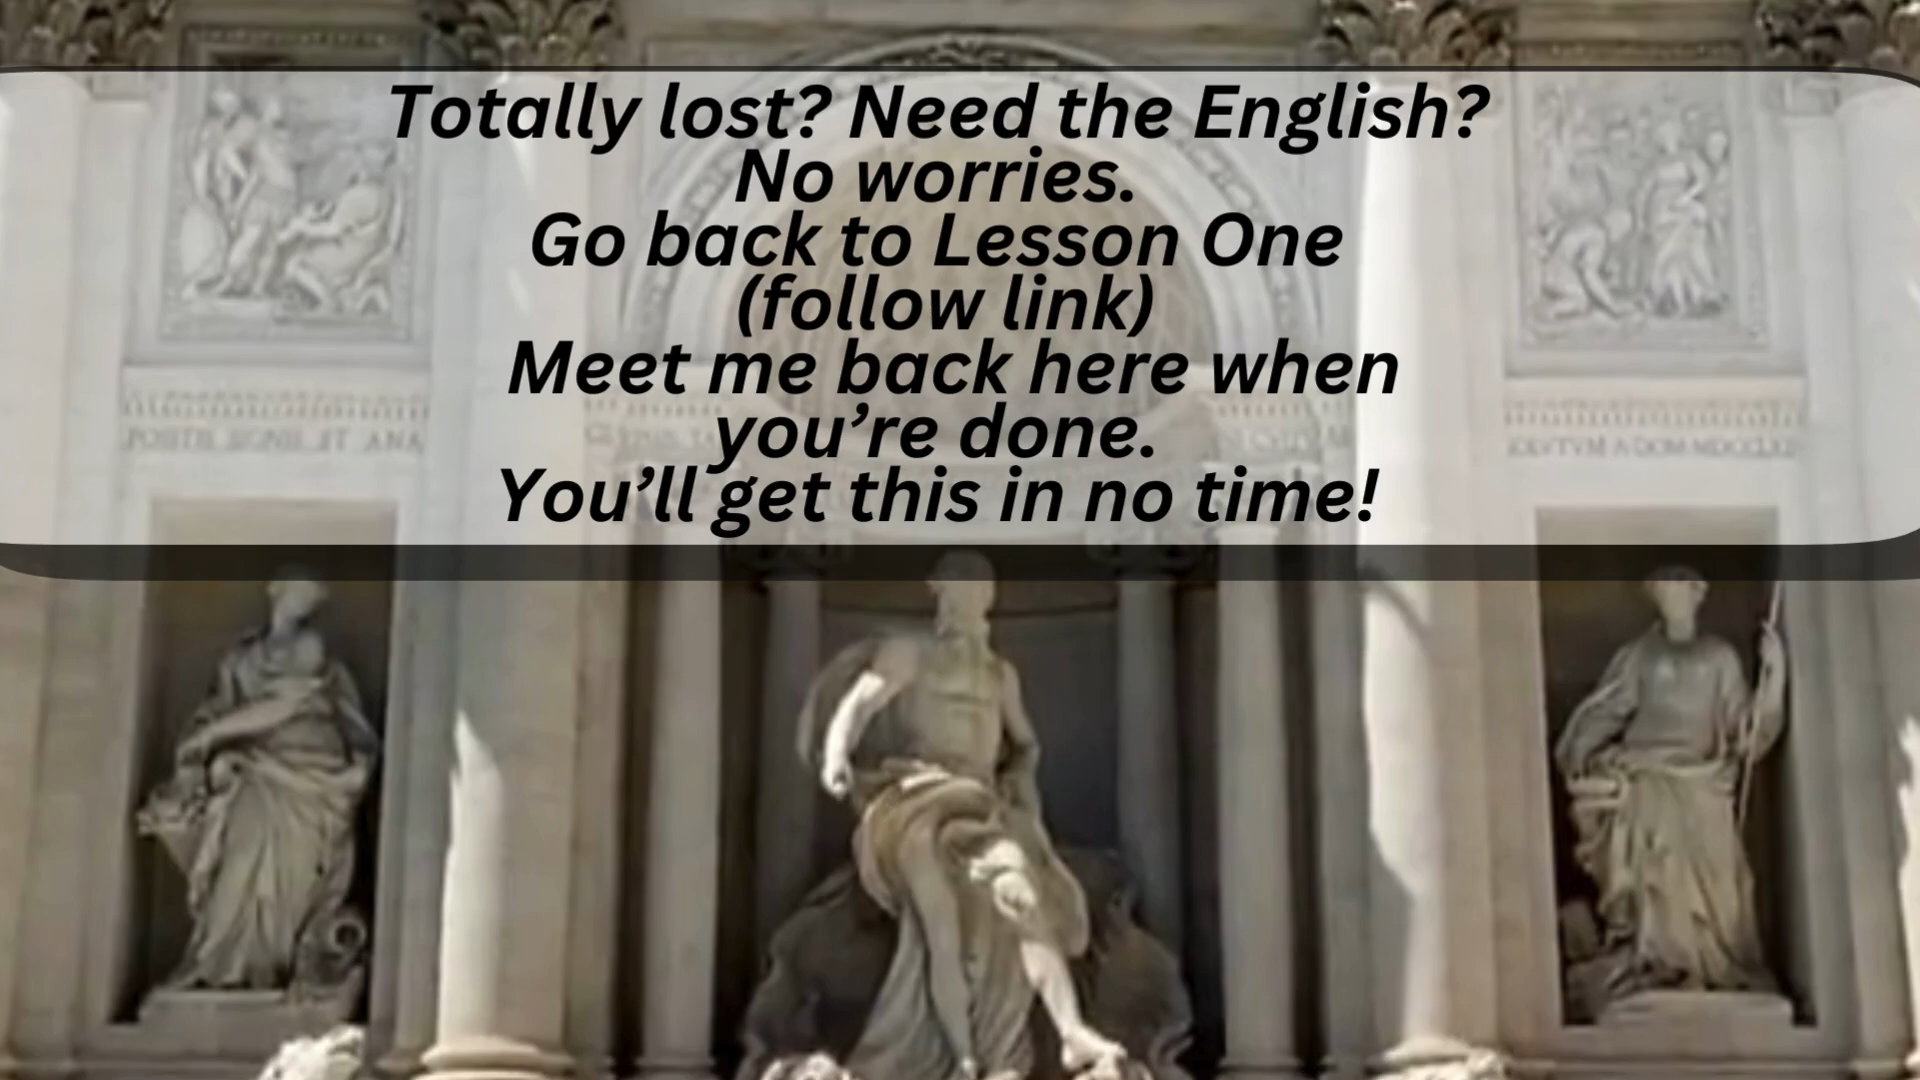 Totally lost? Need the English?
No worries.
Go back to Lesson One
(follow link)
Meet me back here when
you're done.
You'll get this in no time!